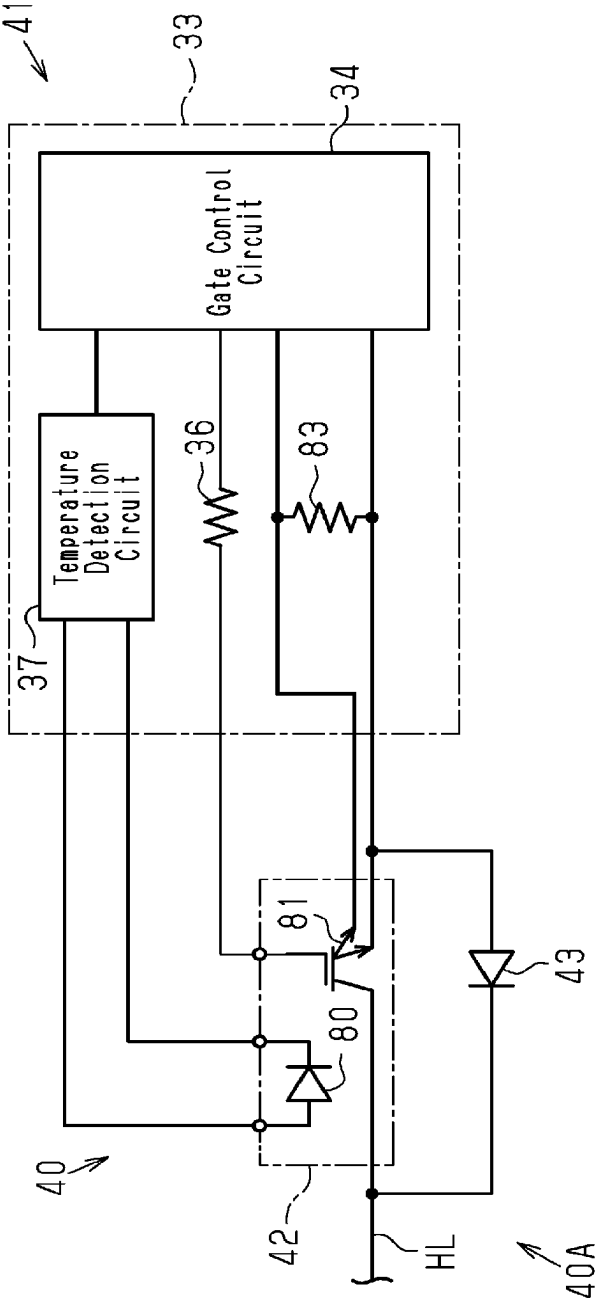 41
33
34
Gate Control
Circuit
37
Temperature
Detection
Circuit
36
83
81
80
40
42
43
HL
40A